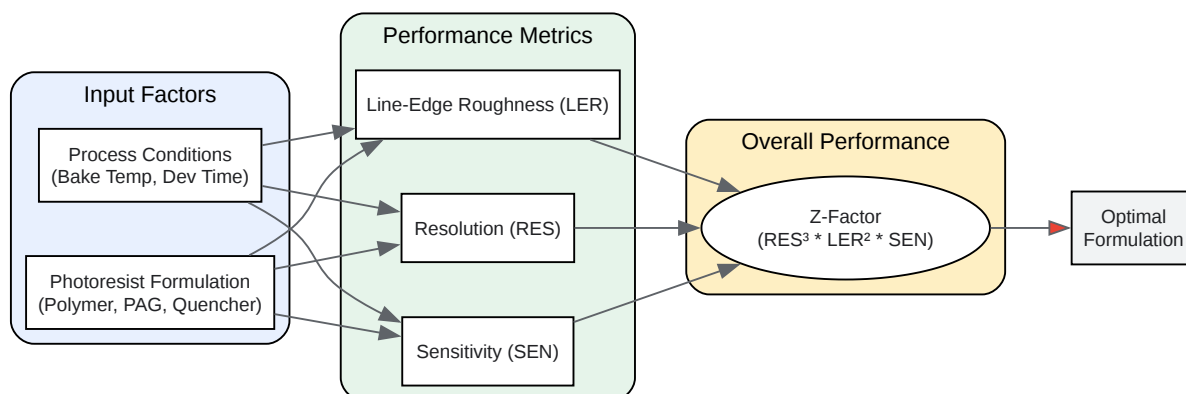 Input Factors
Process Conditions
(Bake Temp, Dev Time)
Photoresist Formulation
(Polymer, PAG, Quencher)
Performance Metrics
Line-Edge Roughness (LER)
Resolution (RES)
Sensitivity (SEN)
Overall Performance
Z-Factor
(RES³ * LER² * SEN)
Optimal
Formulation